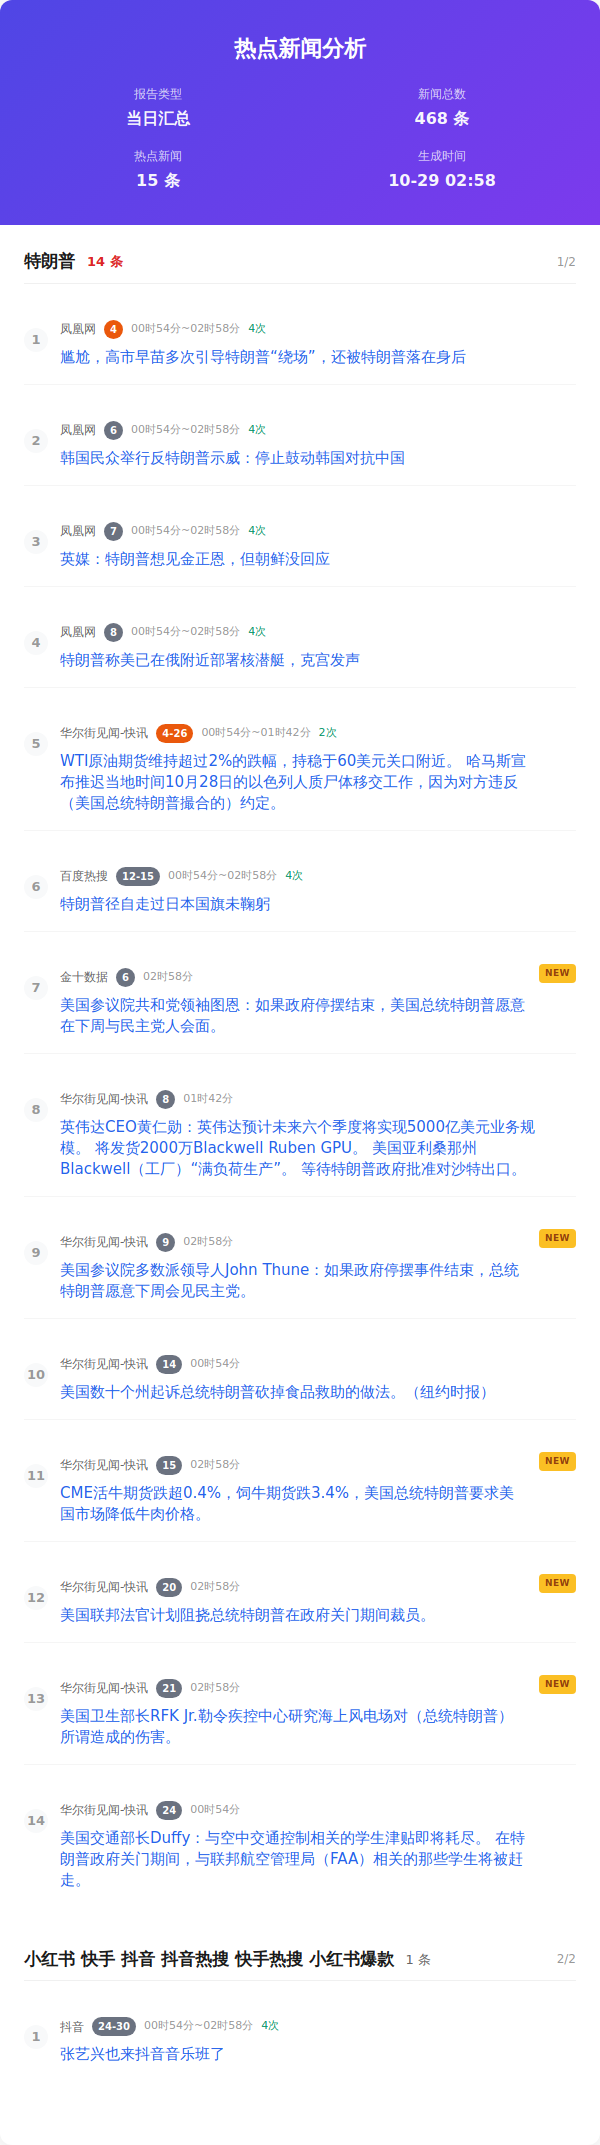 热点新闻分析
报告类型
当日汇总
新闻总数
468 条
热点新闻
15 条
生成时间
10-29 02:58
特朗普 14 条 1/2
1
凤凰网 4 00时54分~02时58分 4次
尴尬，高市早苗多次引导特朗普“绕场”，还被特朗普落在身后
2
凤凰网 6 00时54分~02时58分 4次
韩国民众举行反特朗普示威：停止鼓动韩国对抗中国
3
凤凰网 7 00时54分~02时58分 4次
英媒：特朗普想见金正恩，但朝鲜没回应
4
凤凰网 8 00时54分~02时58分 4次
特朗普称美已在俄附近部署核潜艇，克宫发声
5
华尔街见闻-快讯 4-26 00时54分~01时42分 2次
WTI原油期货维持超过2%的跌幅，持稳于60美元关口附近。 哈马斯宣
布推迟当地时间10月28日的以色列人质尸体移交工作，因为对方违反
（美国总统特朗普撮合的）约定。
6
百度热搜 12-15 00时54分~02时58分 4次
特朗普径自走过日本国旗未鞠躬
7
金十数据 6 02时58分 NEW
美国参议院共和党领袖图恩：如果政府停摆结束，美国总统特朗普愿意
在下周与民主党人会面。
8
华尔街见闻-快讯 8 01时42分
英伟达CEO黄仁勋：英伟达预计未来六个季度将实现5000亿美元业务规
模。 将发货2000万Blackwell Ruben GPU。 美国亚利桑那州
Blackwell（工厂）“满负荷生产”。 等待特朗普政府批准对沙特出口。
9
华尔街见闻-快讯 9 02时58分 NEW
美国参议院多数派领导人John Thune：如果政府停摆事件结束，总统
特朗普愿意下周会见民主党。
10
华尔街见闻-快讯 14 00时54分
美国数十个州起诉总统特朗普砍掉食品救助的做法。（纽约时报）
11
华尔街见闻-快讯 15 02时58分 NEW
CME活牛期货跌超0.4%，饲牛期货跌3.4%，美国总统特朗普要求美
国市场降低牛肉价格。
12
华尔街见闻-快讯 20 02时58分 NEW
美国联邦法官计划阻挠总统特朗普在政府关门期间裁员。
13
华尔街见闻-快讯 21 02时58分 NEW
美国卫生部长RFK Jr.勒令疾控中心研究海上风电场对（总统特朗普）
所谓造成的伤害。
14
华尔街见闻-快讯 24 00时54分
美国交通部长Duffy：与空中交通控制相关的学生津贴即将耗尽。 在特
朗普政府关门期间，与联邦航空管理局（FAA）相关的那些学生将被赶
走。
小红书 快手 抖音 抖音热搜 快手热搜 小红书爆款 1 条 2/2
1
抖音 24-30 00时54分~02时58分 4次
张艺兴也来抖音音乐班了